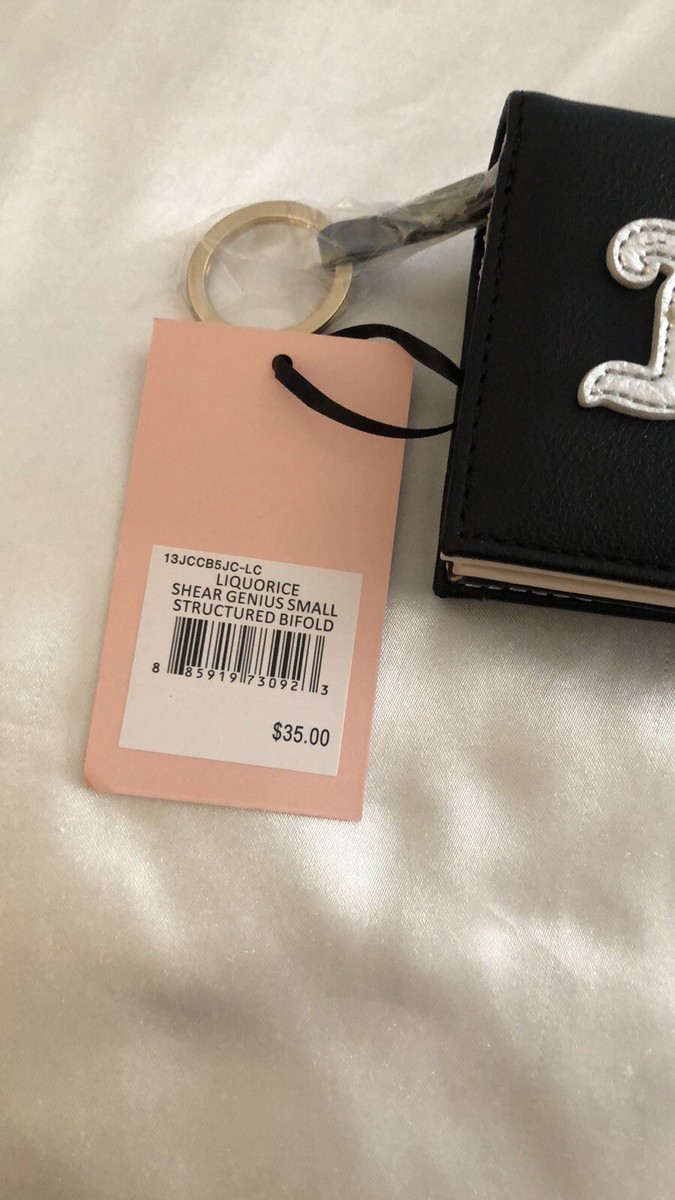 13JCCB5JC-LC
LIQUORICE
SHEAR GENIUS SMALL
STRUCTURED BIFOLD
8 85919 73092 3
$35.00